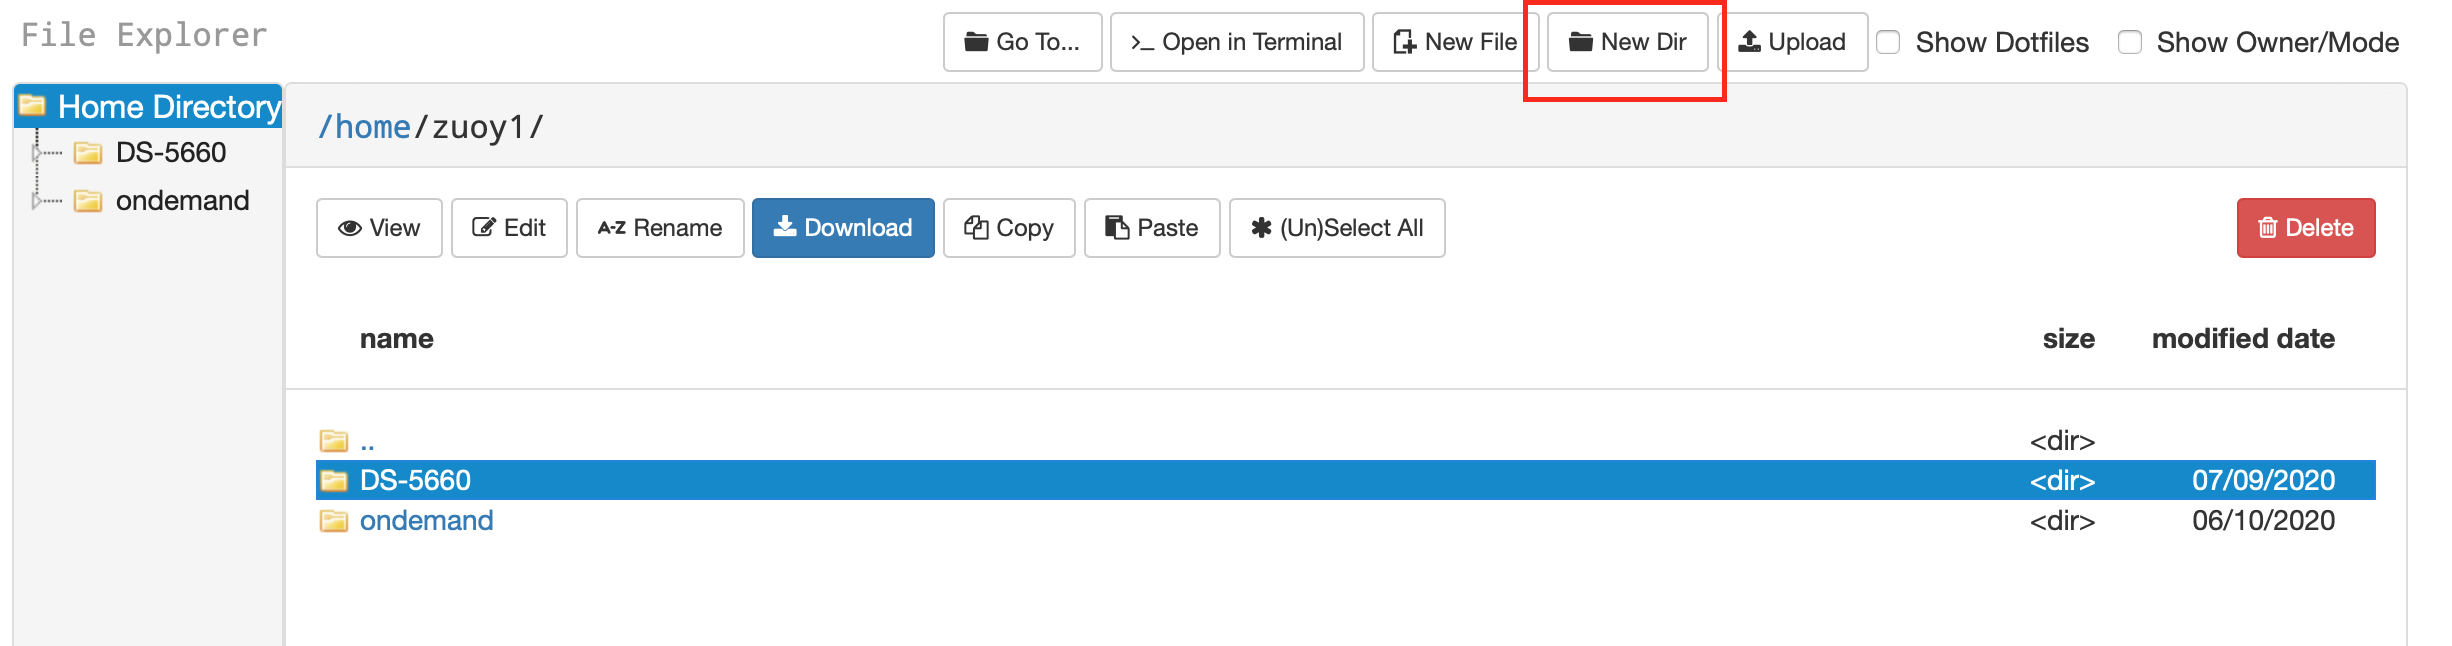 File Explorer
Go To... >_ Open in Terminal New File New Dir Upload Show Dotfiles Show Owner/Mode
Home Directory
DS-5660
ondemand
/home/zuoy1/
View Edit A-Z Rename Download Copy Paste (Un)Select All Delete
name size modified date
.. <dir>
DS-5660 <dir> 07/09/2020
ondemand <dir> 06/10/2020